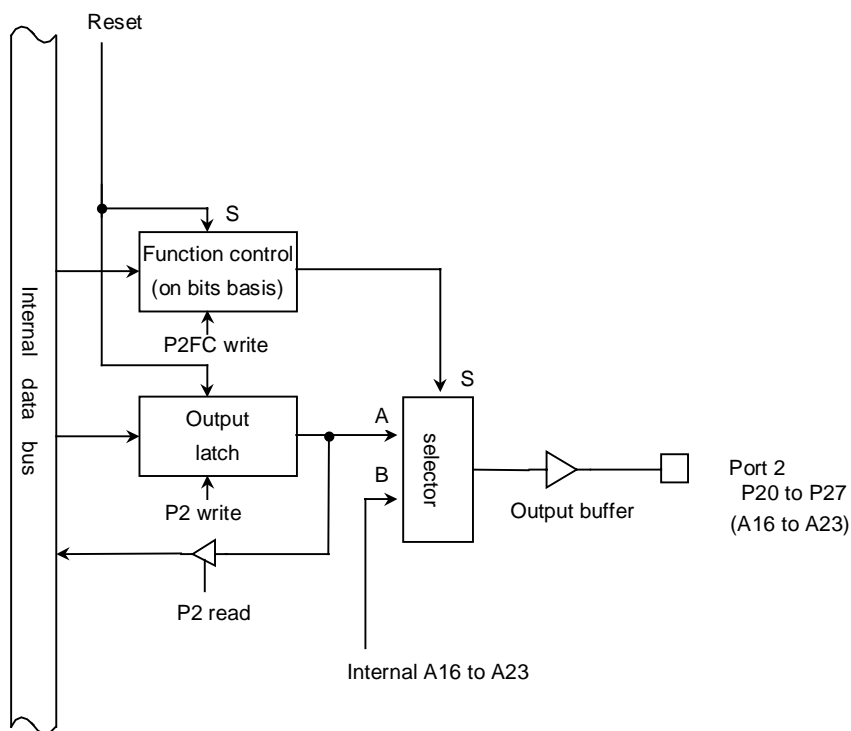 Reset
S
Function control
(on bits basis)
P2FC write
Internal data bus
S
Output
latch
A
selector
B
P2 write
Output buffer
Port 2
P20 to P27
(A16 to A23)
P2 read
Internal A16 to A23